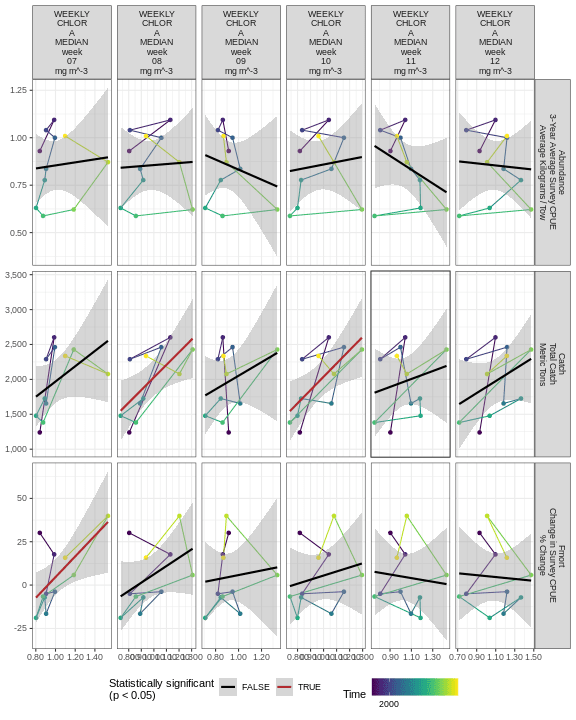 WEEKLY
CHLOR
A
MEDIAN
week
07
mg m^-3
WEEKLY
CHLOR
A
MEDIAN
week
08
mg m^-3
WEEKLY
CHLOR
A
MEDIAN
week
09
mg m^-3
WEEKLY
CHLOR
A
MEDIAN
week
10
mg m^-3
WEEKLY
CHLOR
A
MEDIAN
week
11
mg m^-3
WEEKLY
CHLOR
A
MEDIAN
week
12
mg m^-3
1.25
1.00
0.75
0.50
Abundance
3-Year Average Survey CPUE
Average Kilograms / Tow
3,500
3,000
2,500
2,000
1,500
1,000
Catch
Total Catch
Metric Tons
50
25
0
-25
Fmort
Change in Survey CPUE
% Change
0.80 1.00 1.20 1.40
0.80 1.00 1.20
0.90 1.10 1.30
0.70 0.90 1.10 1.30 1.50
Statistically significant
(p < 0.05)
FALSE
TRUE
Time
2000